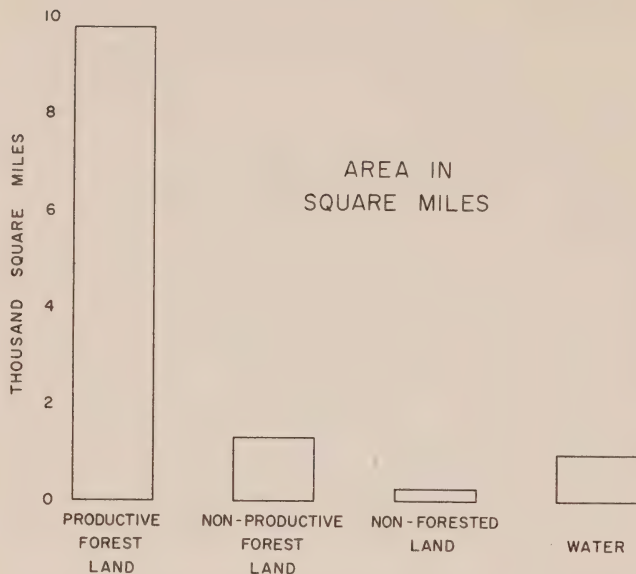 10
8
6
4
2
0
THOUSAND SQUARE MILES
AREA IN
SQUARE MILES
PRODUCTIVE
FOREST
LAND
NON-PRODUCTIVE
FOREST
LAND
NON-FORESTED
LAND
WATER